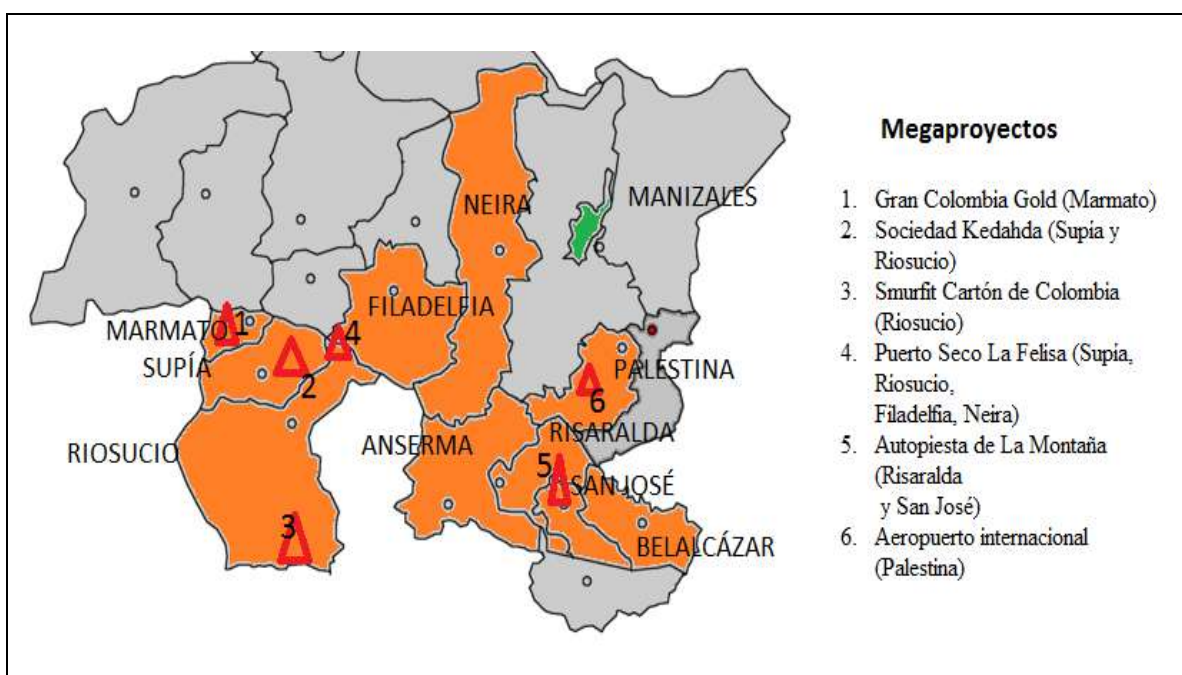 Megaproyectos
1. Gran Colombia Gold (Marmato)
2. Sociedad Kedahda (Supía y
Riosucio)
3. Smurfit Cartón de Colombia
(Riosucio)
4. Puerto Seco La Felisa (Supía,
Riosucio,
Filadelfia, Neira)
5. Autopiesta de La Montaña
(Risaralda
y San José)
6. Aeropuerto internacional
(Palestina)
NEIRA
MANIZALES
FILADELFIA
MARMATO
1
4
SUPÍA
2
PALESTINA
6
RIOSUCIO
ANSERMA
RISARALDA
5
SAN JOSÉ
3
BELALCÁZAR